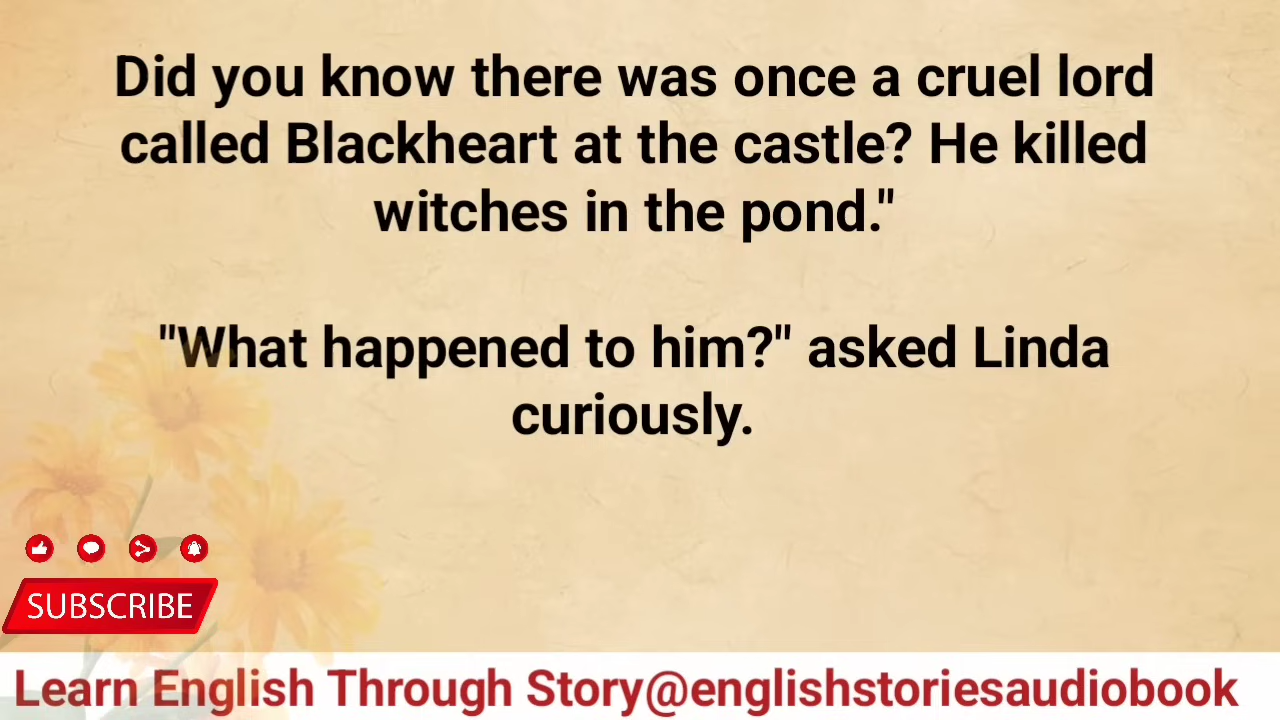 Did you know there was once a cruel lord
called Blackheart at the castle? He killed
witches in the pond."
"What happened to him?" asked Linda
curiously.
SUBSCRIBE
Learn English Through Story@englishstoriesaudiobook